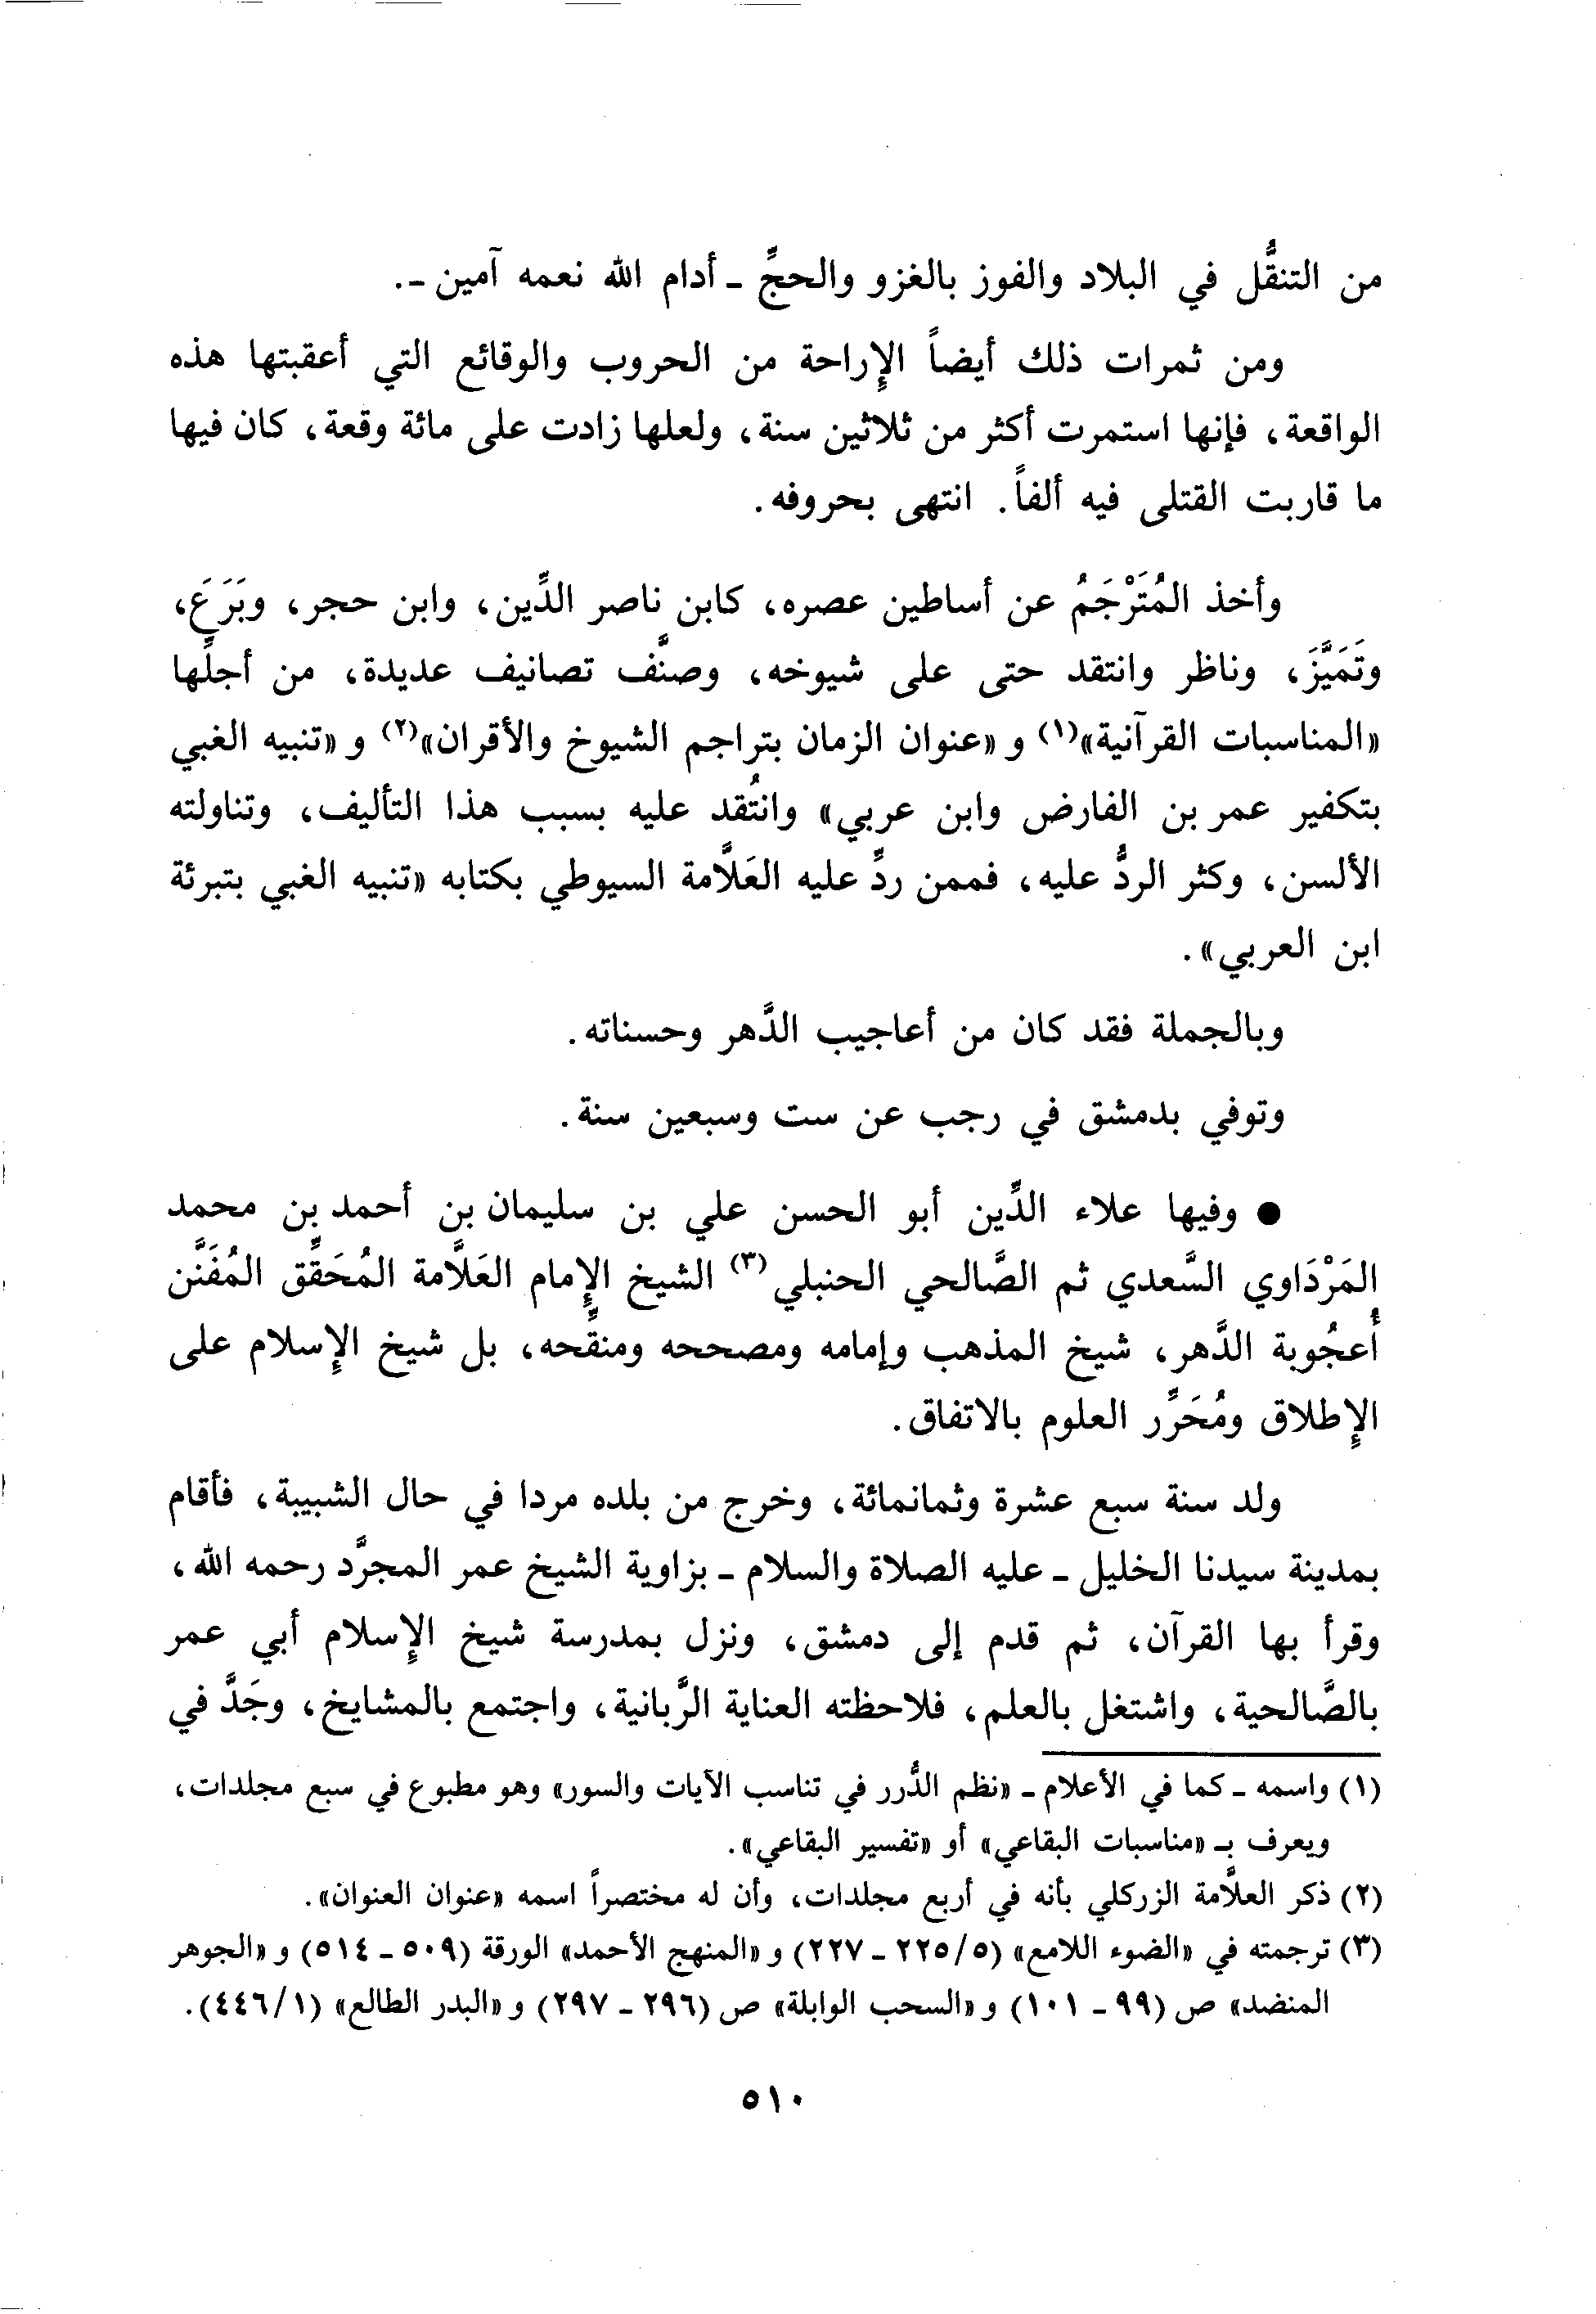 من التنقُّل في البلاد والفوز بالغزو والحجِّ - أدام الله نعمه آمين -.
ومن ثمرات ذلك أيضاً الإراحة من الحروب والوقائع التي أعقبتها هذه
الواقعة، فإنها استمرت أكثر من ثلاثين سنة، ولعلها زادت على مائة وقعة، كان فيها
ما قاربت القتلى فيه ألفاً. انتهى بحروفه.
وأخذ المُتَرْجَمُ عن أساطين عصره، كابن ناصر الدِّين، وابن حجر، وبَرَعَ،
وتَمَيَّزَ، وناظر وانتقد حتى على شيوخه، وصنَّف تصانيف عديدة، من أجلِّها
«المناسبات القرآنية»(١) و «عنوان الزمان بتراجم الشيوخ والأقران»(٢) و «تنبيه الغبي
بتكفير عمر بن الفارض وابن عربي» وانتُقد عليه بسبب هذا التأليف، وتناولته
الألسن، وكثر الردُّ عليه، فممن ردِّ عليه العَلاَّمة السيوطي بكتابه «تنبيه الغبي بتبرئة
ابن العربي».
وبالجملة فقد كان من أعاجيب الدَّهر وحسناته.
وتوفي بدمشق في رجب عن ست وسبعين سنة.
● وفيها علاء الدِّين أبو الحسن علي بن سليمان بن أحمد بن محمد
المَرْدَاوي السَّعدي ثم الصَّالحي الحنبلي(٣) الشيخ الإمام العَلاَّمة المُحَقِّق المُفَنَّن
أُعجُوبة الدَّهر، شيخ المذهب وإمامه ومصححه ومنقِّحه، بل شيخ الإسلام على
الإطلاق ومُحَرِّر العلوم بالاتفاق.
ولد سنة سبع عشرة وثمانمائة، وخرج من بلده مردا في حال الشبيبة، فأقام
بمدينة سيدنا الخليل - عليه الصلاة والسلام - بزاوية الشيخ عمر المجرَّد رحمه الله،
وقرأ بها القرآن، ثم قدم إلى دمشق، ونزل بمدرسة شيخ الإسلام أبي عمر
بالصَّالحية، واشتغل بالعلم، فلاحظته العناية الرَّبانية، واجتمع بالمشايخ، وجَدَّ في
(١) واسمه - كما في الأعلام - «نظم الدُّرر في تناسب الآيات والسور» وهو مطبوع في سبع مجلدات،
ويعرف بـ «مناسبات البقاعي» أو «تفسير البقاعي».
(٢) ذكر العلاَّمة الزركلي بأنه في أربع مجلدات، وأن له مختصراً اسمه «عنوان العنوان».
(٣) ترجمته في «الضوء اللامع» (٥/ ٢٢٥ - ٢٢٧) و «المنهج الأحمد» الورقة (٥٠٩ - ٥١٤) و «الجوهر
المنضد» ص (٩٩ - ١٠١) و «السحب الوابلة» ص (٢٩٦ - ٢٩٧) و «البدر الطالع» (١/ ٤٤٦).
٥١٠